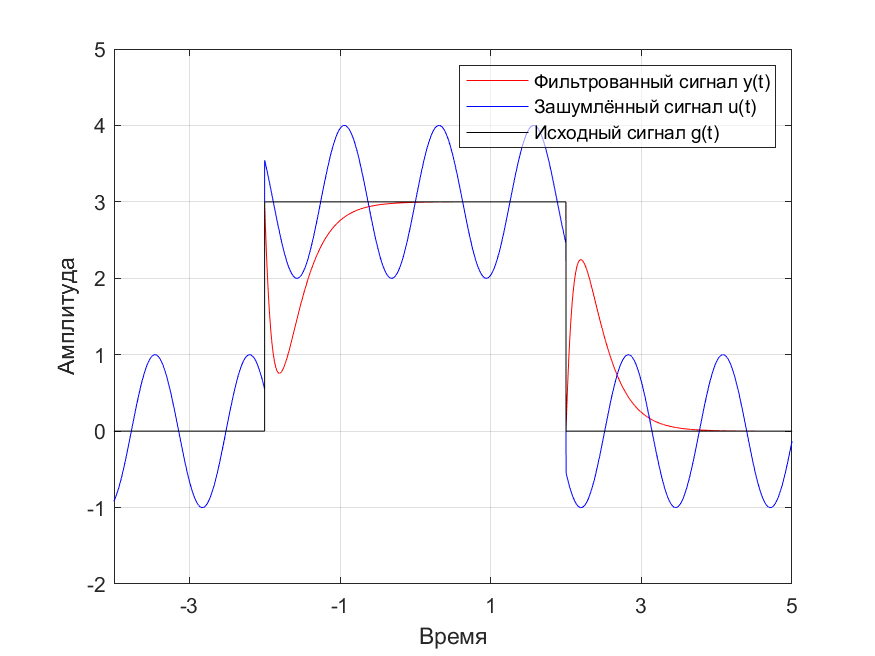 5
4
3
2
1
0
-1
-2
Амплитуда
Фильтрованный сигнал y(t)
Зашумлённый сигнал u(t)
Исходный сигнал g(t)
-3
-1
1
3
5
Время